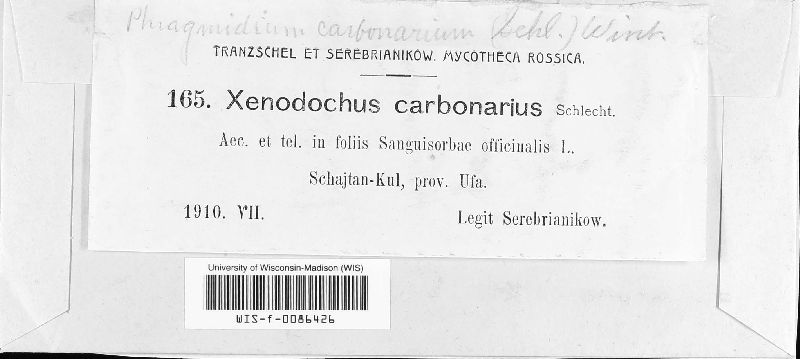 Phragmidium carbonarium (Schl.) Wint.
TRANZSCHEL ET SEREBRIANIKOW. MYCOTHECA ROSSICA.
165. Xenodochus carbonarius Schlecht.
Aec. et tel. in foliis Sanguisorbae officinalis L.
Schajtan-Kul, prov. Ufa.
1910. VII.
Legit Serebrianikow.
University of Wisconsin-Madison (WIS)
WIS-f-0086426